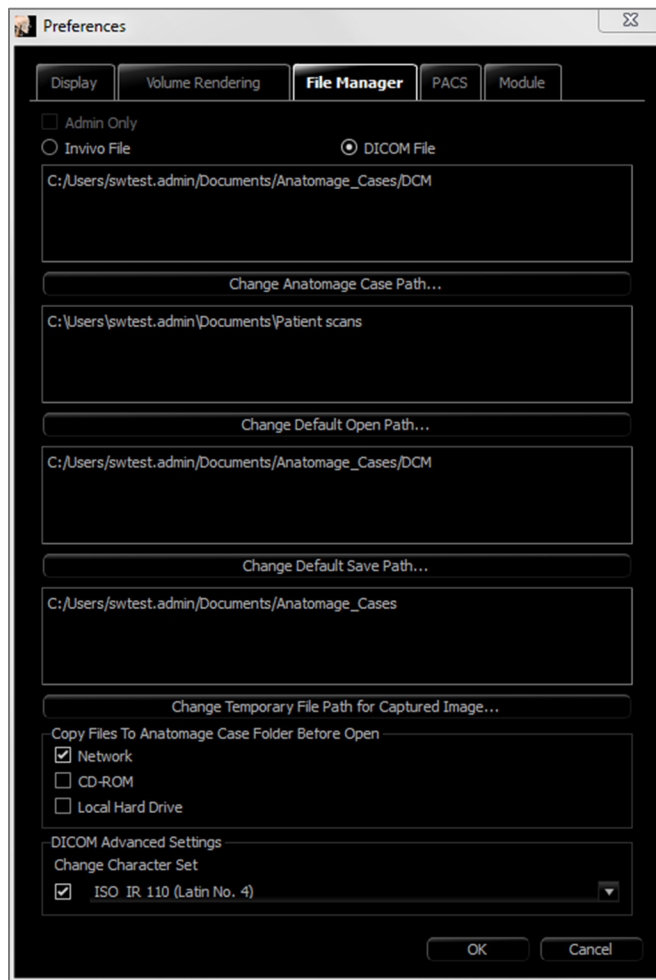 Preferences
Display Volume Rendering File Manager PACS Module
Admin Only
Invivo File DICOM File
C:/Users/swtest.admin/Documents/Anatomage_Cases/DCM
Change Anatomage Case Path...
C:\Users\swtest.admin\Documents\Patient scans
Change Default Open Path...
C:/Users/swtest.admin/Documents/Anatomage_Cases/DCM
Change Default Save Path...
C:/Users/swtest.admin/Documents/Anatomage_Cases
Change Temporary File Path for Captured Image...
Copy Files To Anatomage Case Folder Before Open
Network
CD-ROM
Local Hard Drive
DICOM Advanced Settings
Change Character Set
ISO IR 110 (Latin No. 4)
OK Cancel